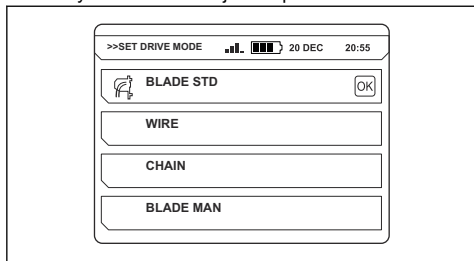 >>SET DRIVE MODE 20 DEC 20:55
BLADE STD OK
WIRE
CHAIN
BLADE MAN